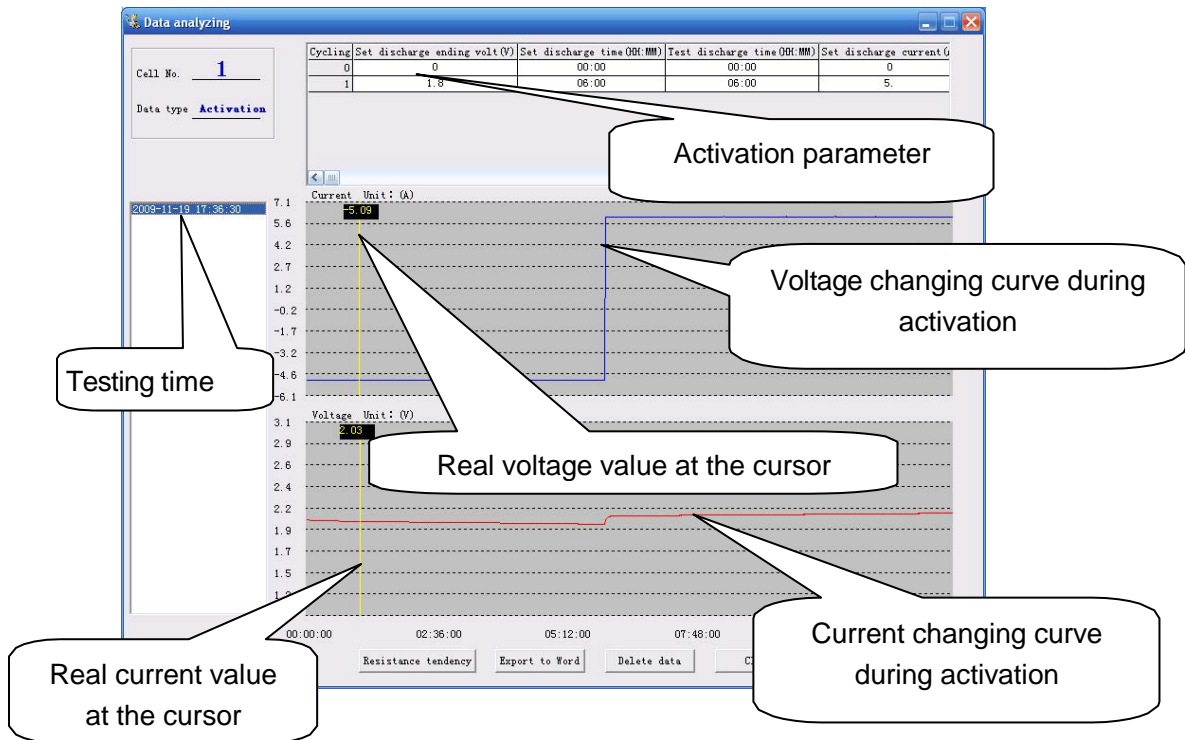 Data analyzing
Cell No. 1
Data type Activation
Cycling Set discharge ending volt(V) Set discharge time(HH:MM) Test discharge time(HH:MM) Set discharge current(
0 0 00:00 00:00 0
1 1.8 06:00 06:00 5.
Activation parameter
2009-11-19 17:36:30
Current Unit: (A)
7.1
-5.09
5.6
4.2
2.7
1.2
-0.2
-1.7
-3.2
-4.6
-6.1
Voltage changing curve during
activation
Testing time
Voltage Unit: (V)
3.1
2.03
2.9
2.6
2.4
2.2
1.9
1.7
1.5
Real voltage value at the cursor
00:00:00 02:36:00 05:12:00 07:48:00
Resistance tendency Export to Word Delete data
Real current value
at the cursor
Current changing curve
during activation